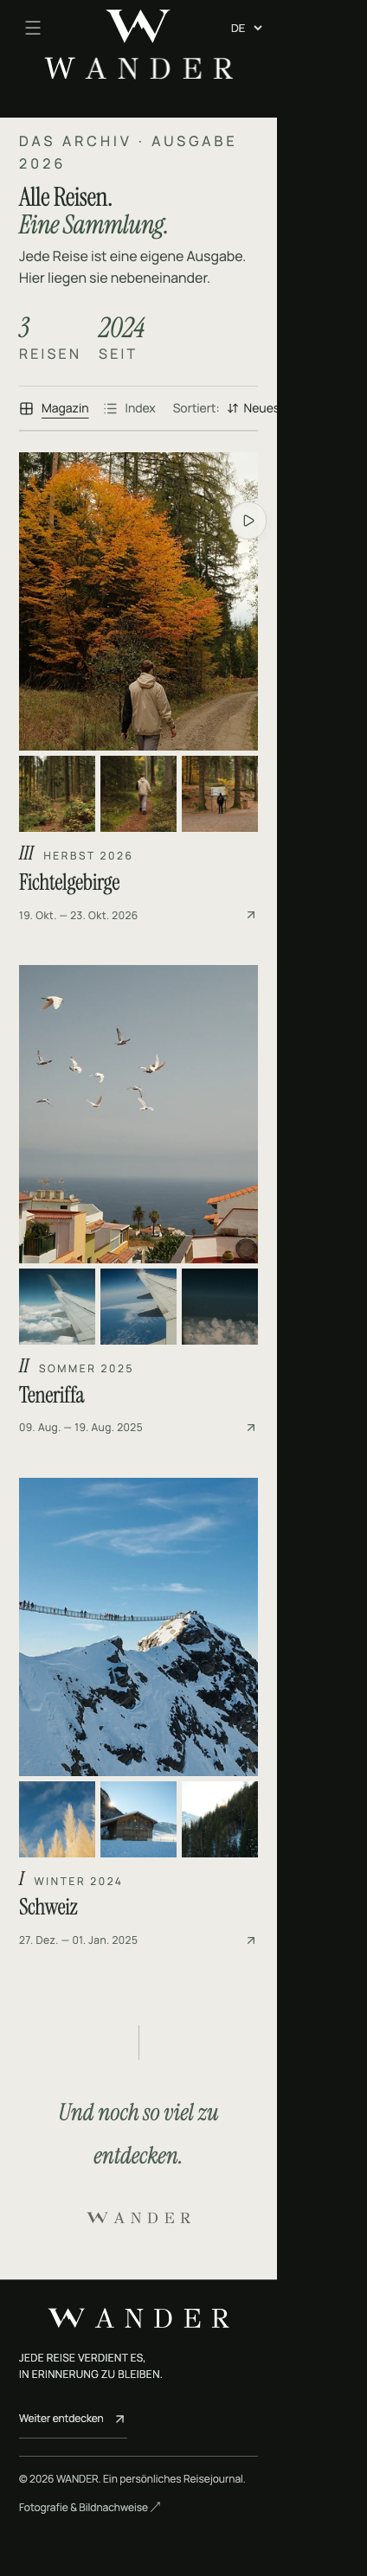 DE
WANDER
DAS ARCHIV · AUSGABE
2026
Alle Reisen.
Eine Sammlung.
Jede Reise ist eine eigene Ausgabe.
Hier liegen sie nebeneinander.
3 2024
REISEN SEIT
Magazin Index Sortiert: Neues
III HERBST 2026
Fichtelgebirge
19. Okt. — 23. Okt. 2026
II SOMMER 2025
Teneriffa
09. Aug. — 19. Aug. 2025
I WINTER 2024
Schweiz
27. Dez. — 01. Jan. 2025
Und noch so viel zu
entdecken.
WANDER
WANDER
JEDE REISE VERDIENT ES,
IN ERINNERUNG ZU BLEIBEN.
Weiter entdecken
© 2026 WANDER. Ein persönliches Reisejournal.
Fotografie & Bildnachweise